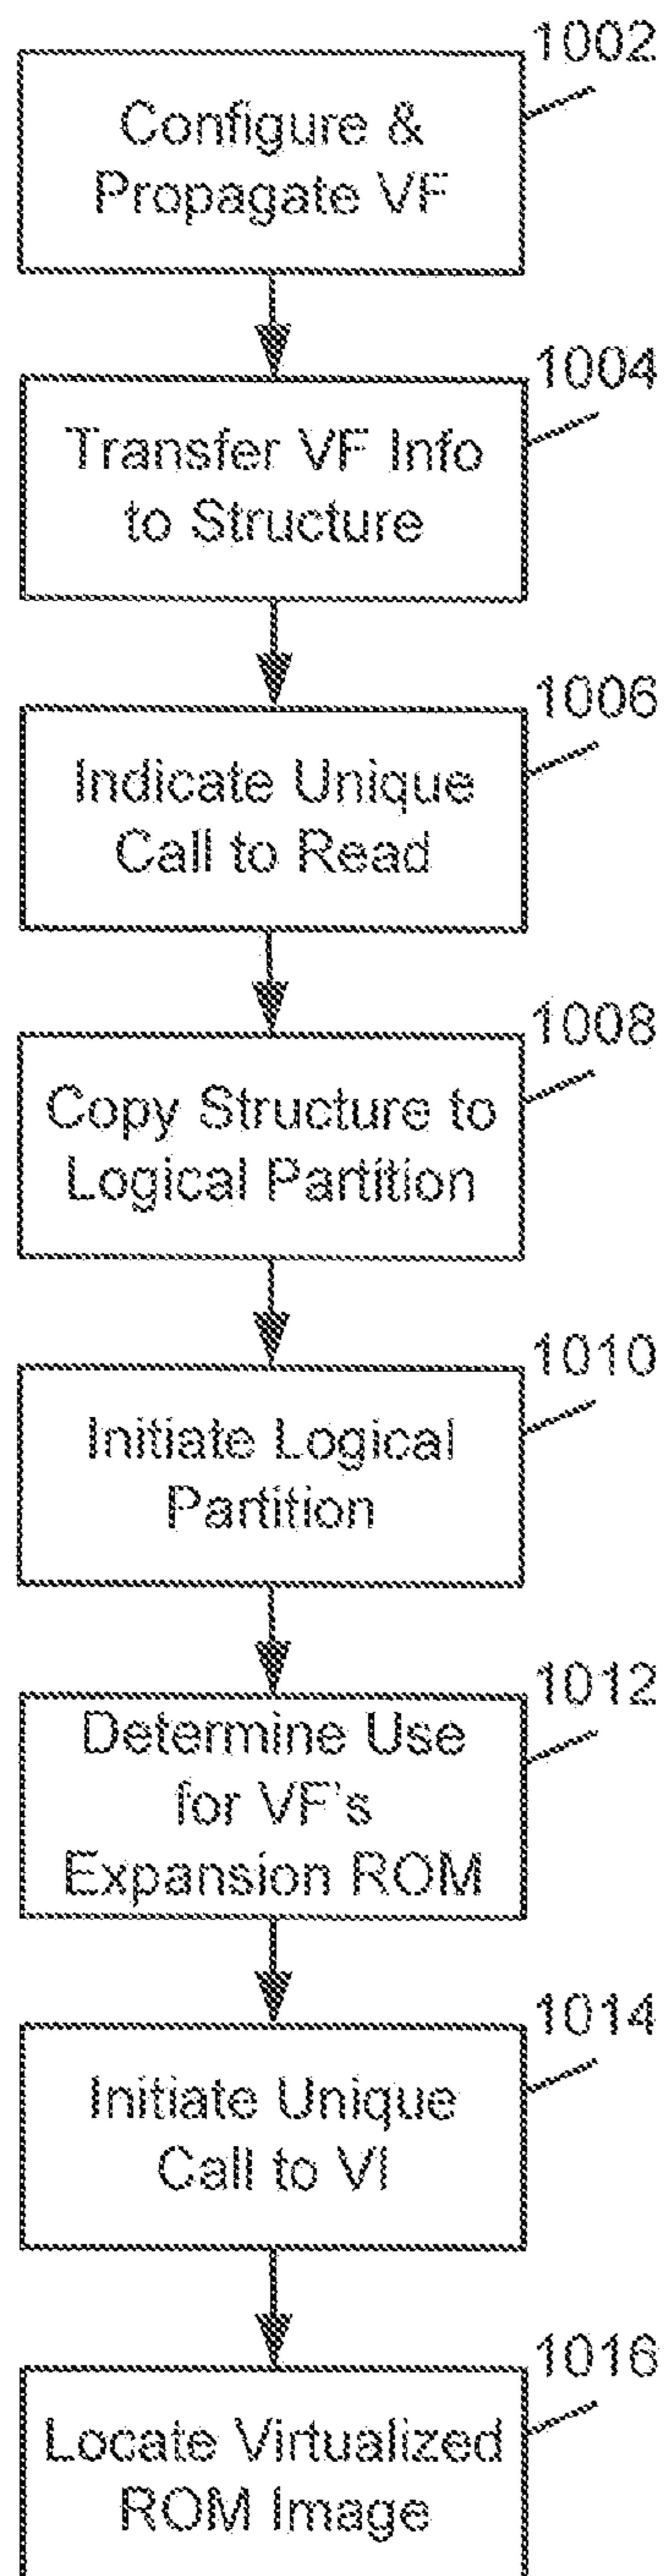 1002
Configure &
Propagate VF
1004
Transfer VF Info
to Structure
1006
Indicate Unique
Call to Read
1008
Copy Structure to
Logical Partition
1010
Initiate Logical
Partition
1012
Determine Use
for VF's
Expansion ROM
1014
Initiate Unique
Call to VI
1016
Locate Virtualized
ROM Image